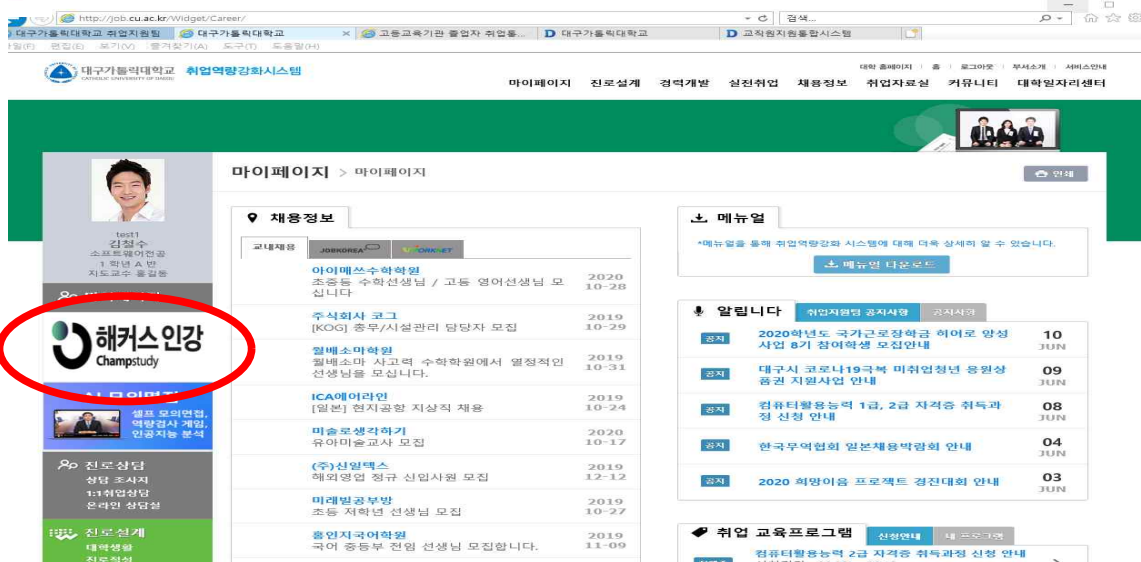 http://job.cu.ac.kr/Widget/Career/
검색...
대구가톨릭대학교 취업지원팀
대구가톨릭대학교
고등교육기관 졸업자 취업통...
대구가톨릭대학교
교직원지원통합시스템
편집(E) 보기(V) 즐겨찾기(A) 도구(T) 도움말(H)
대구가톨릭대학교 취업역량강화시스템
대학 홈페이지 홈 로그아웃 부서소개 서비스안내
마이페이지 진로설계 경력개발 실전취업 채용정보 취업자료실 커뮤니티 대학일자리센터
마이페이지 > 마이페이지
인쇄
test1
김철수
소프트웨어전공
1 학년 A 반
지도교수 홍길동
해커스인강
Champstudy
셀프 모의면접,
역량검사 게임,
인공지능 분석
진로상담
상담 조사지
1:1취업상담
온라인 상담실
진로설계
대학생활
채용정보
교내채용 JOBKOREA WORKNET
아이매쓰수학학원
초중등 수학선생님 / 고등 영어선생님 모십니다
2020
10-28
주식회사 코그
[KOG] 총무/시설관리 담당자 모집
2019
10-29
월배소마학원
월배소마 사고력 수학학원에서 열정적인 선생님을 모십니다.
2019
10-31
ICA에어라인
[일본] 현지공항 지상직 채용
2019
10-24
미술로생각하기
유아미술교사 모집
2020
10-17
(주)신일텍스
해외영업 정규 신입사원 모집
2019
12-12
미래빌공부방
초등 저학년 선생님 모집
2019
10-27
홍인지국어학원
국어 중등부 전임 선생님 모집합니다.
2019
11-09
메뉴얼
*메뉴얼을 통해 취업역량강화 시스템에 대해 더욱 상세히 알 수 있습니다.
메뉴얼 다운로드
알립니다 취업지원팀 공지사항 공지사항
공지 2020학년도 국가근로장학금 히어로 양성사업 8기 참여학생 모집안내
10
JUN
공지 대구시 코로나19극복 미취업청년 응원상품권 지원사업 안내
09
JUN
공지 컴퓨터활용능력 1급, 2급 자격증 취득과정 신청 안내
08
JUN
공지 한국무역협회 일본채용박람회 안내
04
JUN
공지 2020 희망이음 프로젝트 경진대회 안내
03
JUN
취업 교육프로그램 신청안내 내 프로그램
컴퓨터활용능력 2급 자격증 취득과정 신청 안내